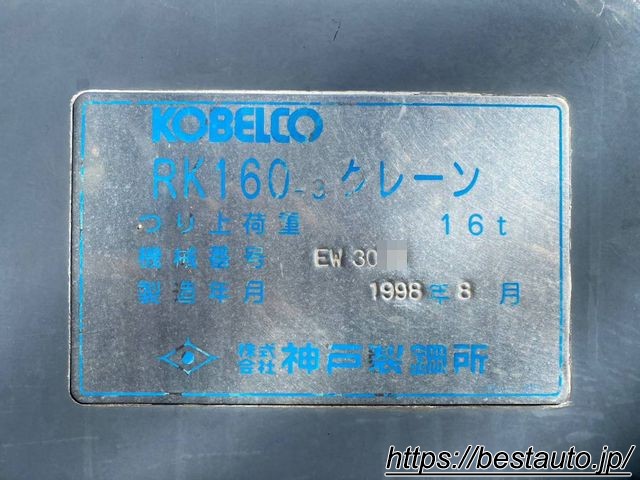 KOBELCO
RK160-3クレーン
つり上荷重 16t
機械番号 EW30
製造年月 1998年8月
株式会社 神戸製鋼所
https://bestauto.jp/